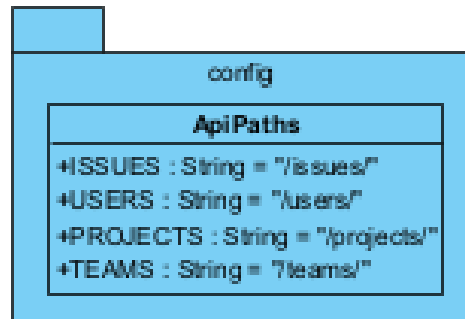 config
ApiPaths
+ISSUES : String = "/issues/"
+USERS : String = "/users/"
+PROJECTS : String = "/projects/"
+TEAMS : String = "/teams/"